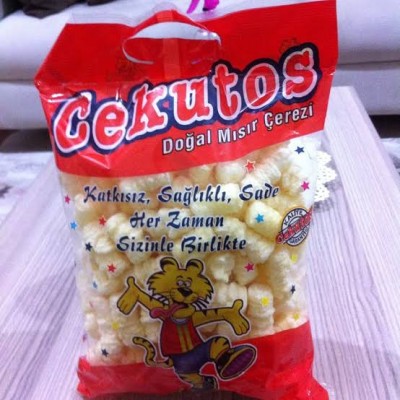 Cekutos
Doğal Mısır Çerezi
Katkısız, Sağlıklı, Sade
Her Zaman
Sizinle Birlikte